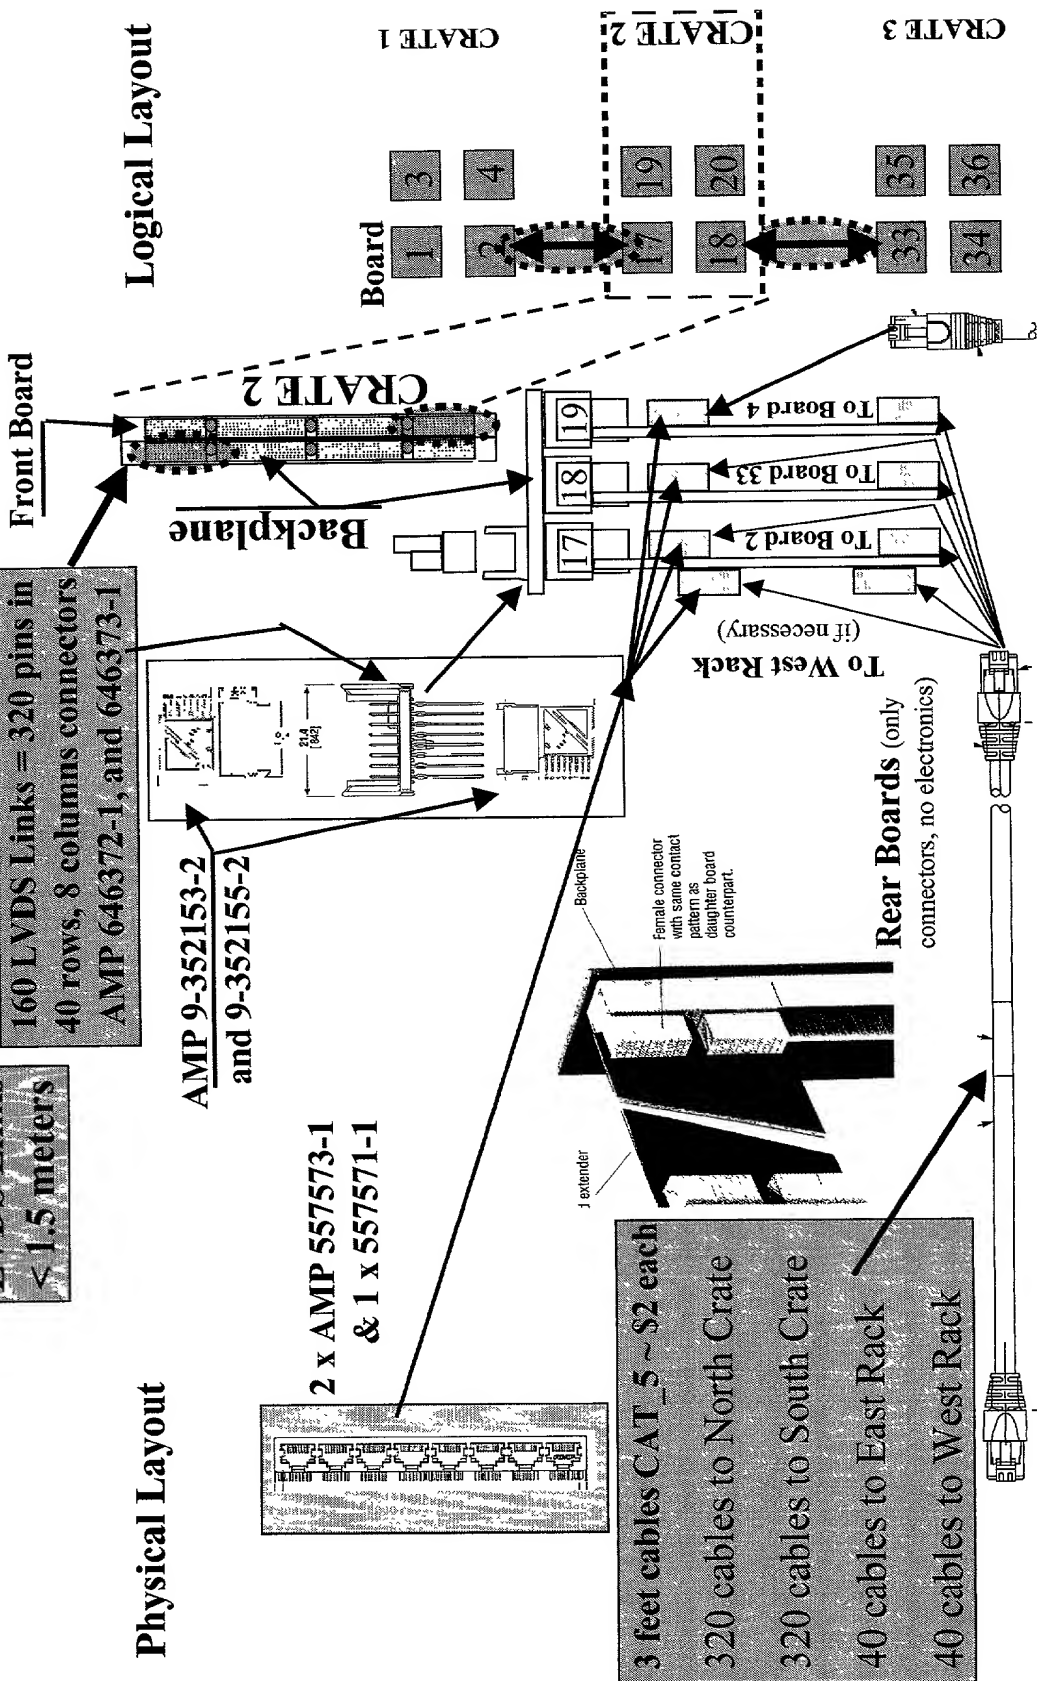 Physical Layout
Logical Layout
< 1.5 meters
160 LVDS Links = 320 pins in
40 rows, 8 columns connectors
AMP 646372-1, and 646373-1
Front Board
AMP 9-352153-2
and 9-352155-2
21.4
[.842]
Backplane
CRATE 2
Board
1
3
2
4
CRATE 1
17
19
18
20
CRATE 2
33
35
34
36
CRATE 3
2 x AMP 557573-1
& 1 x 557571-1
17
18
19
To Board 2
To Board 33
To Board 4
To West Rack
(if necessary)
Backplane
Female connector
with same contact
pattern as
daughter board
counterpart.
extender
Rear Boards (only
connectors, no electronics)
3 feet cables CAT_5 ~ $2 each
320 cables to North Crate
320 cables to South Crate
40 cables to East Rack
40 cables to West Rack